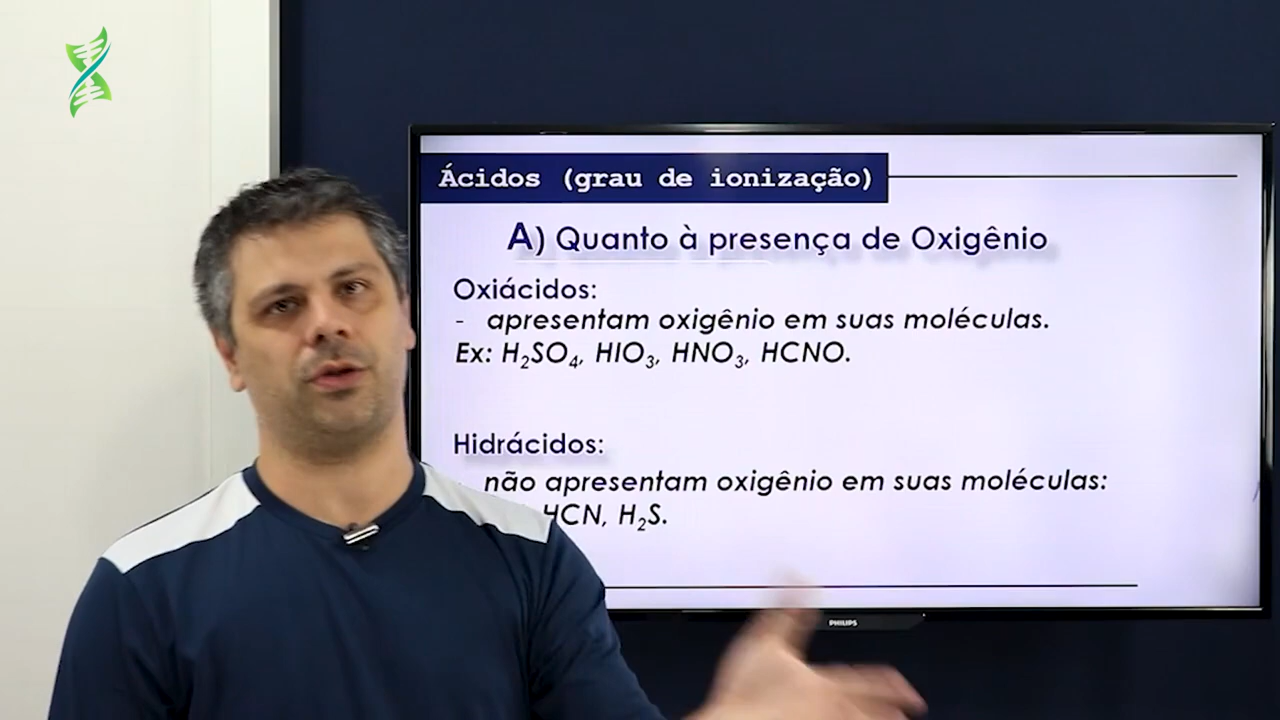 Ácidos (grau de ionização)
A) Quanto à presença de Oxigênio
Oxiácidos:
- apresentam oxigênio em suas moléculas.
Ex: H₂SO₄, HIO₃, HNO₃, HCNO.
Hidrácidos:
não apresentam oxigênio em suas moléculas:
HCN, H₂S.
PHILIPS